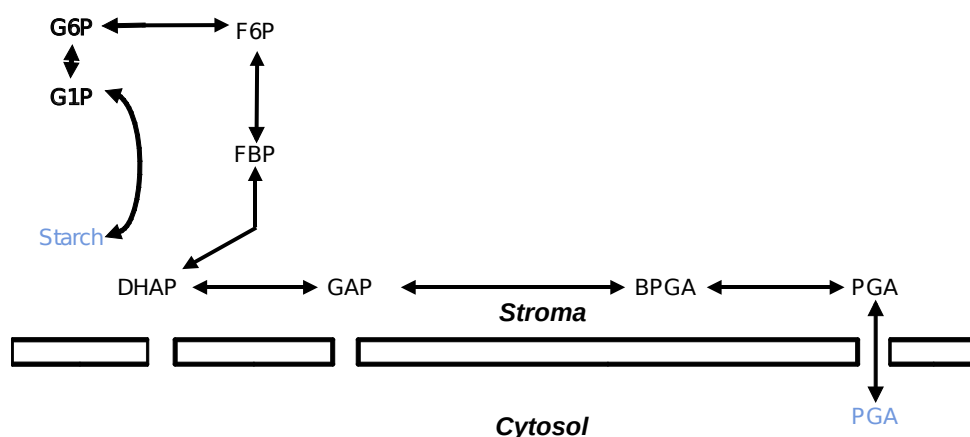 G6P F6P
G1P
FBP
Starch
DHAP GAP BPGA PGA
Stroma
PGA
Cytosol